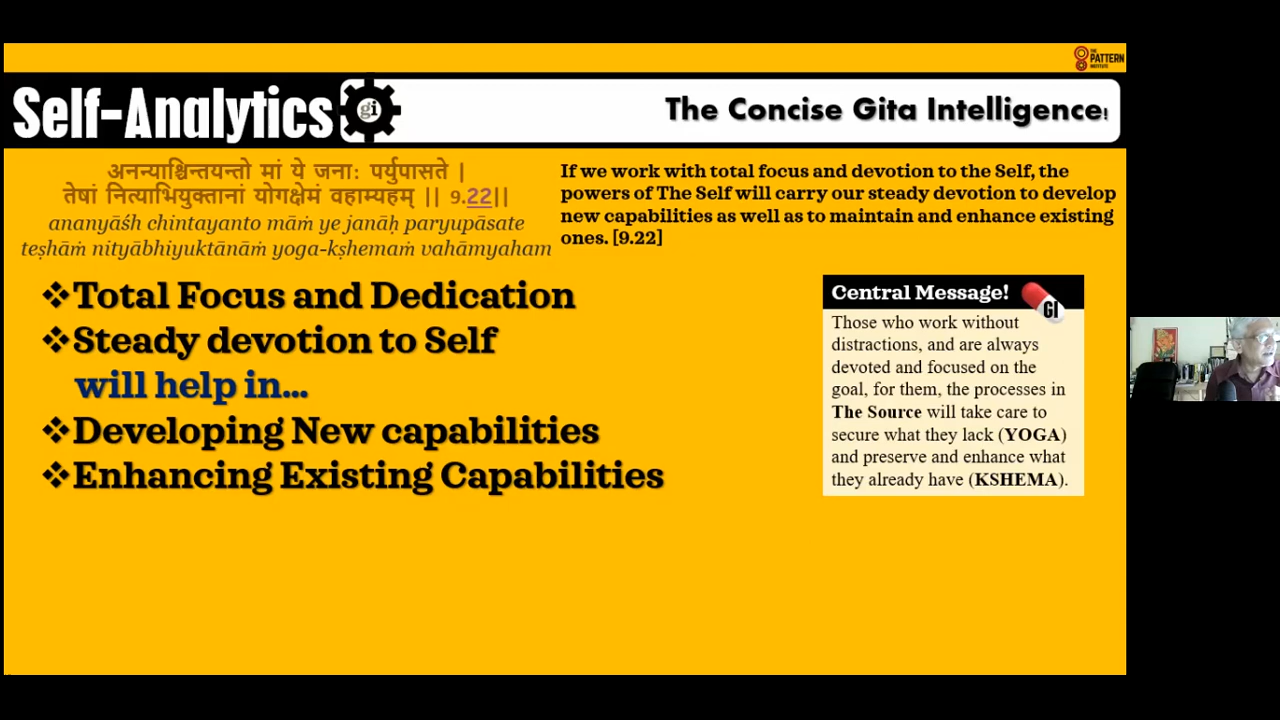 THE
PATTERN
INSTITUTE
Self-Analytics
gi
The Concise Gita Intelligence!
अनन्याश्चिन्तयन्तो मां ये जनाः पर्युपासते |
तेषां नित्याभियुक्तानां योगक्षेमं वहाम्यहम् || 9.22||
ananyāśh chintayanto māṁ ye janāḥ paryupāsate
teṣhāṁ nityābhiyuktānāṁ yoga-kṣhemaṁ vahāmyaham
If we work with total focus and devotion to the Self, the
powers of The Self will carry our steady devotion to develop
new capabilities as well as to maintain and enhance existing
ones. [9.22]
❖Total Focus and Dedication
❖Steady devotion to Self
will help in...
❖Developing New capabilities
❖Enhancing Existing Capabilities
Central Message!
GI
Those who work without
distractions, and are always
devoted and focused on the
goal, for them, the processes in
The Source will take care to
secure what they lack (YOGA)
and preserve and enhance what
they already have (KSHEMA).